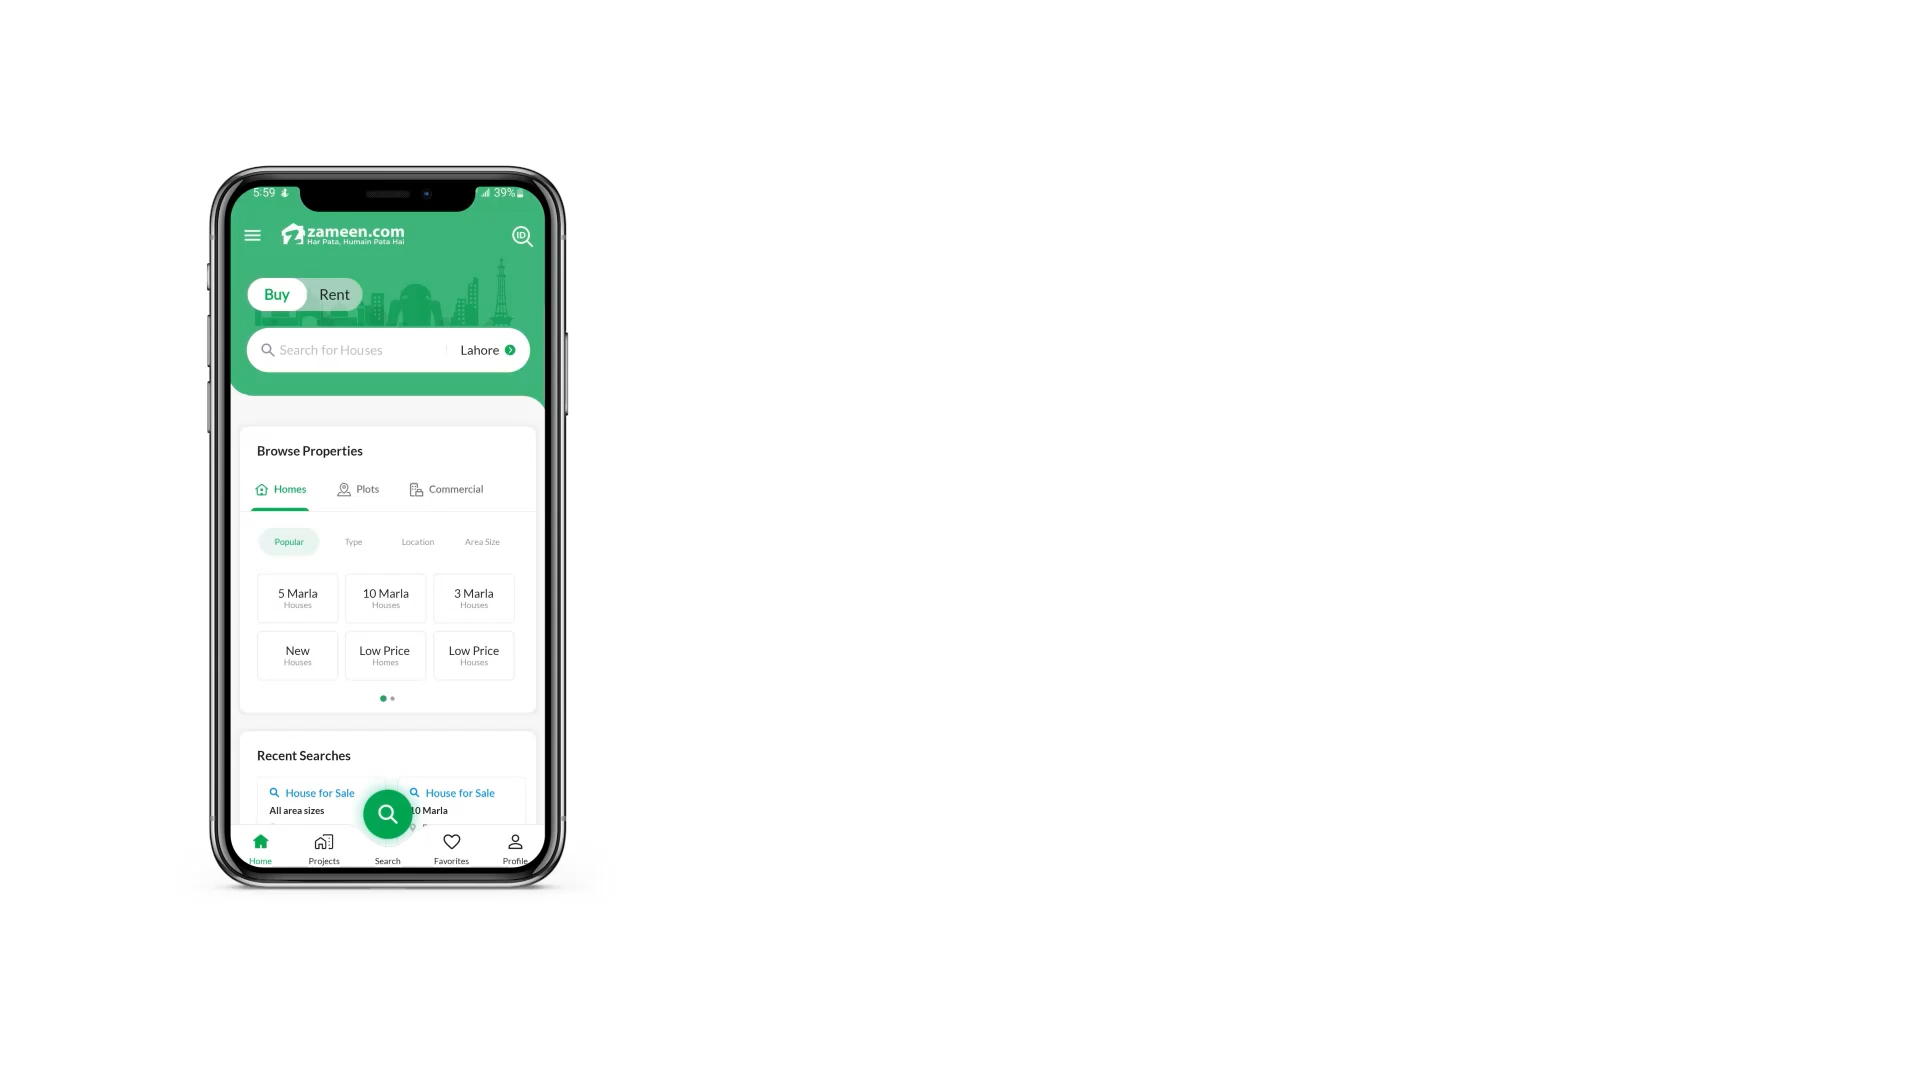 5:59 39%
zameen.com
Har Pata, Humain Pata Hai
ID
Buy Rent
Search for Houses Lahore
Browse Properties
Homes Plots Commercial
Popular Type Location Area Size
5 Marla 10 Marla 3 Marla
Houses Houses Houses
New Low Price Low Price
Houses Homes Houses
Recent Searches
House for Sale House for Sale
All area sizes 10 Marla
Home Projects Search Favorites Profile